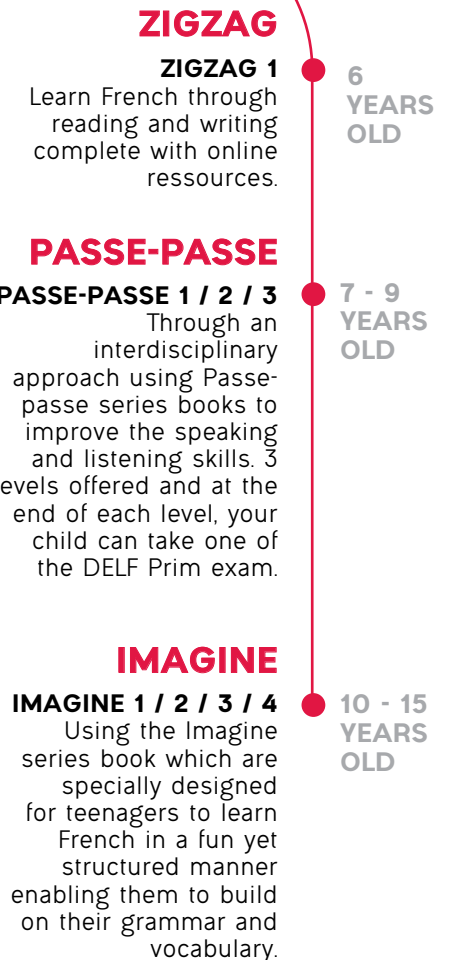 ZIGZAG
ZIGZAG 1
6
YEARS
OLD
Learn French through
reading and writing
complete with online
ressources.
PASSE-PASSE
PASSE-PASSE 1 / 2 / 3
7 - 9
YEARS
OLD
Through an
interdisciplinary
approach using Passe-
passe series books to
improve the speaking
and listening skills. 3
evels offered and at the
end of each level, your
child can take one of
the DELF Prim exam.
IMAGINE
IMAGINE 1 / 2 / 3 / 4
10 - 15
YEARS
OLD
Using the Imagine
series book which are
specially designed
for teenagers to learn
French in a fun yet
structured manner
enabling them to build
on their grammar and
vocabulary.